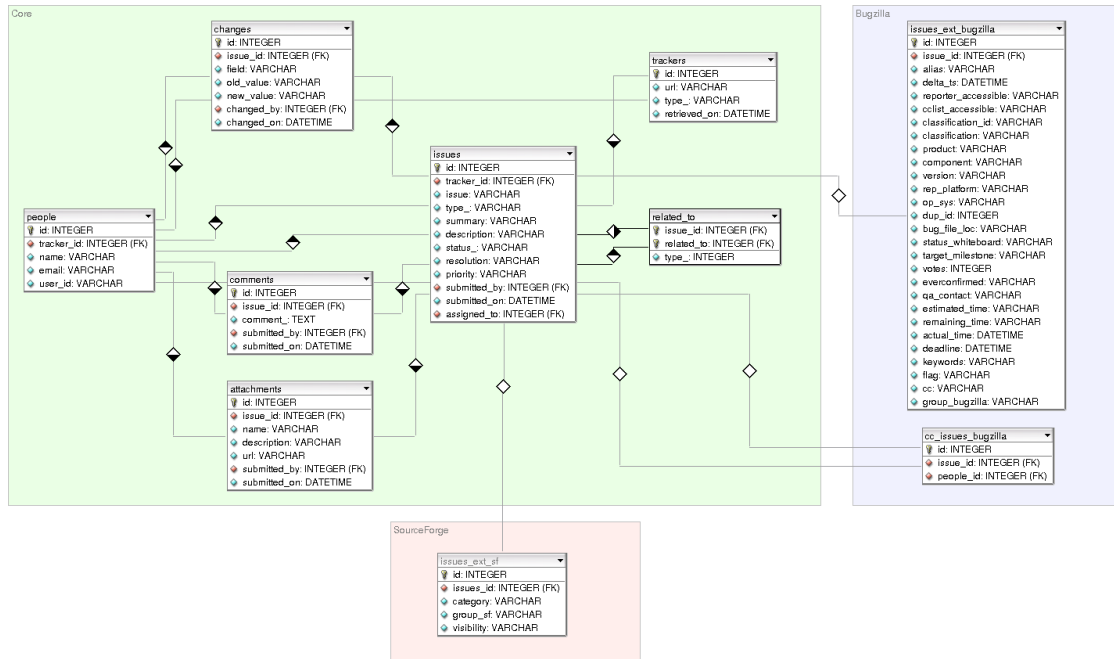 Core
changes
id: INTEGER
issue_id: INTEGER (FK)
field: VARCHAR
old_value: VARCHAR
new_value: VARCHAR
changed_by: INTEGER (FK)
changed_on: DATETIME
trackers
id: INTEGER
url: VARCHAR
type_: VARCHAR
retrieved_on: DATETIME
issues
id: INTEGER
tracker_id: INTEGER (FK)
issue: VARCHAR
type_: VARCHAR
summary: VARCHAR
description: VARCHAR
status_: VARCHAR
resolution: VARCHAR
priority: VARCHAR
submitted_by: INTEGER (FK)
submitted_on: DATETIME
assigned_to: INTEGER (FK)
people
id: INTEGER
tracker_id: INTEGER (FK)
name: VARCHAR
email: VARCHAR
user_id: VARCHAR
related_to
issue_id: INTEGER (FK)
related_to: INTEGER (FK)
type_: INTEGER
comments
id: INTEGER
issue_id: INTEGER (FK)
comment_: TEXT
submitted_by: INTEGER (FK)
submitted_on: DATETIME
attachments
id: INTEGER
issue_id: INTEGER (FK)
name: VARCHAR
description: VARCHAR
url: VARCHAR
submitted_by: INTEGER (FK)
submitted_on: DATETIME
Bugzilla
issues_ext_bugzilla
id: INTEGER
issue_id: INTEGER (FK)
alias: VARCHAR
delta_ts: DATETIME
reporter_accessible: VARCHAR
cclist_accessible: VARCHAR
classification_id: VARCHAR
classification: VARCHAR
product: VARCHAR
component: VARCHAR
version: VARCHAR
rep_platform: VARCHAR
op_sys: VARCHAR
dup_id: INTEGER
bug_file_loc: VARCHAR
status_whiteboard: VARCHAR
target_milestone: VARCHAR
votes: INTEGER
everconfirmed: VARCHAR
qa_contact: VARCHAR
estimated_time: VARCHAR
remaining_time: VARCHAR
actual_time: DATETIME
deadline: DATETIME
keywords: VARCHAR
flag: VARCHAR
cc: VARCHAR
group_bugzilla: VARCHAR
cc_issues_bugzilla
id: INTEGER
issue_id: INTEGER (FK)
people_id: INTEGER (FK)
SourceForge
issues_ext_sf
id: INTEGER
issues_id: INTEGER (FK)
category: VARCHAR
group_sf: VARCHAR
visibility: VARCHAR